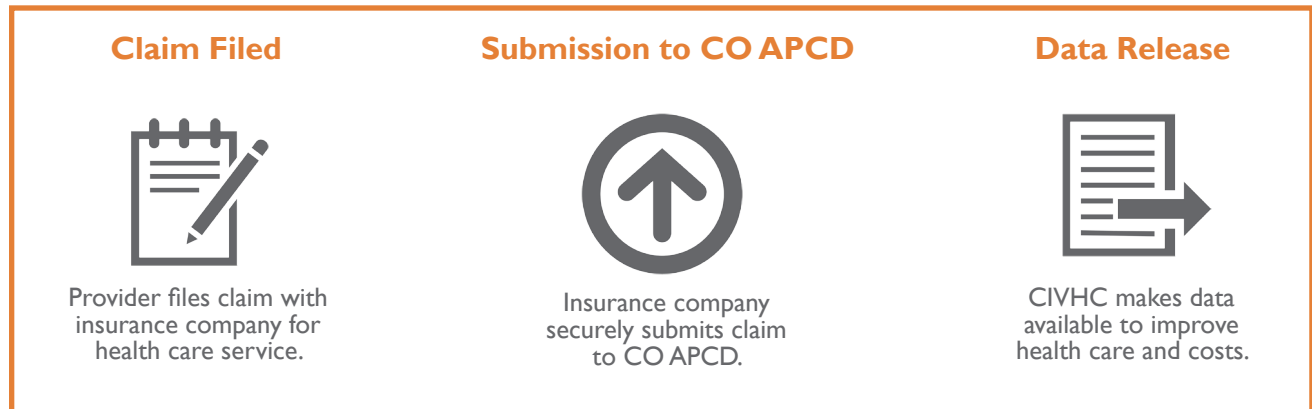 Claim Filed
Provider files claim with
insurance company for
health care service.
Submission to CO APCD
Insurance company
securely submits claim
to CO APCD.
Data Release
CIVHC makes data
available to improve
health care and costs.